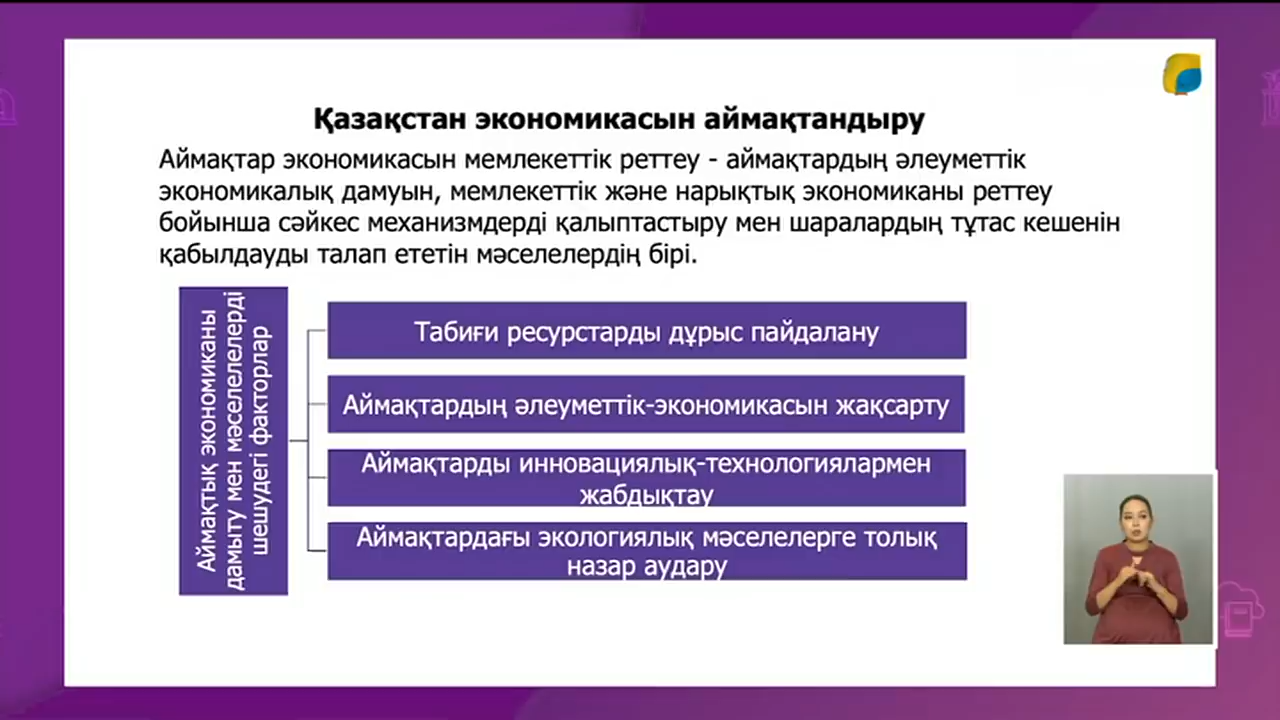 Қазақстан экономикасын аймақтандыру
Аймақтар экономикасын мемлекеттік реттеу - аймақтардың әлеуметтік
экономикалық дамуын, мемлекеттік және нарықтық экономиканы реттеу
бойынша сәйкес механизмдерді қалыптастыру мен шаралардың тұтас кешенін
қабылдауды талап ететін мәселелердің бірі.
Аймақтық экономиканы
дамыту мен мәселелерді
шешудегі факторлар
Табиғи ресурстарды дұрыс пайдалану
Аймақтардың әлеуметтік-экономикасын жақсарту
Аймақтарды инновациялық-технологиялармен
жабдықтау
Аймақтардағы экологиялық мәселелерге толық
назар аудару